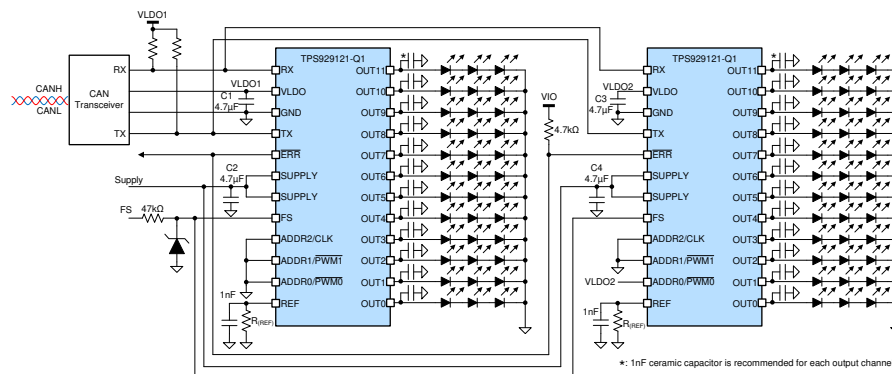 VLDO1
CAN
Transceiver
RX
TX
CANH
CANL
VLDO1
C1
4.7µF
C2
4.7µF
Supply
FS
47kΩ
1nF
R(REF)
TPS929121-Q1
RX
VLDO
GND
TX
ERR
SUPPLY
SUPPLY
FS
ADDR2/CLK
ADDR1/PWM1
ADDR0/PWM0
REF
OUT11
OUT10
OUT9
OUT8
OUT7
OUT6
OUT5
OUT4
OUT3
OUT2
OUT1
OUT0
*
VIO
4.7kΩ
VLDO2
C3
4.7µF
C4
4.7µF
VLDO2
1nF
R(REF)
TPS929121-Q1
RX
VLDO
GND
TX
ERR
SUPPLY
SUPPLY
FS
ADDR2/CLK
ADDR1/PWM1
ADDR0/PWM0
REF
OUT11
OUT10
OUT9
OUT8
OUT7
OUT6
OUT5
OUT4
OUT3
OUT2
OUT1
OUT0
*
*: 1nF ceramic capacitor is recommended for each output channe